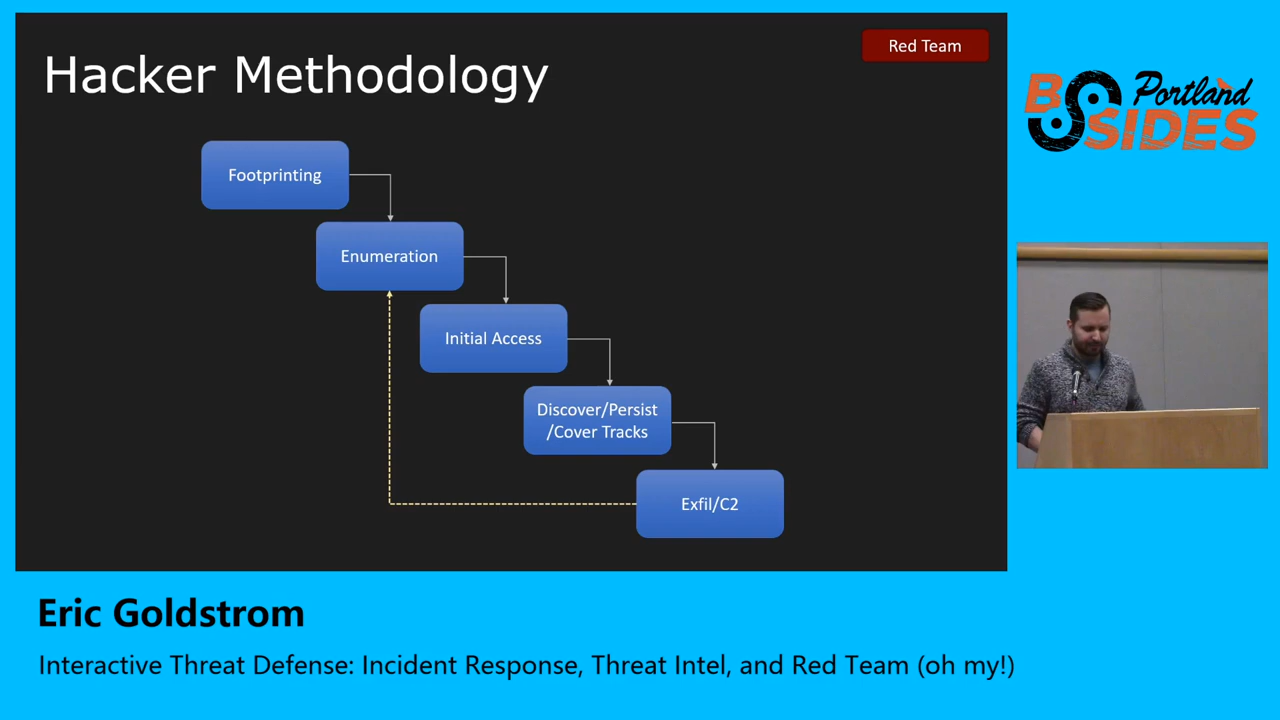 Hacker Methodology
Red Team
Footprinting
Enumeration
Initial Access
Discover/Persist
/Cover Tracks
Exfil/C2
BSIDES
Portland
Eric Goldstrom
Interactive Threat Defense: Incident Response, Threat Intel, and Red Team (oh my!)